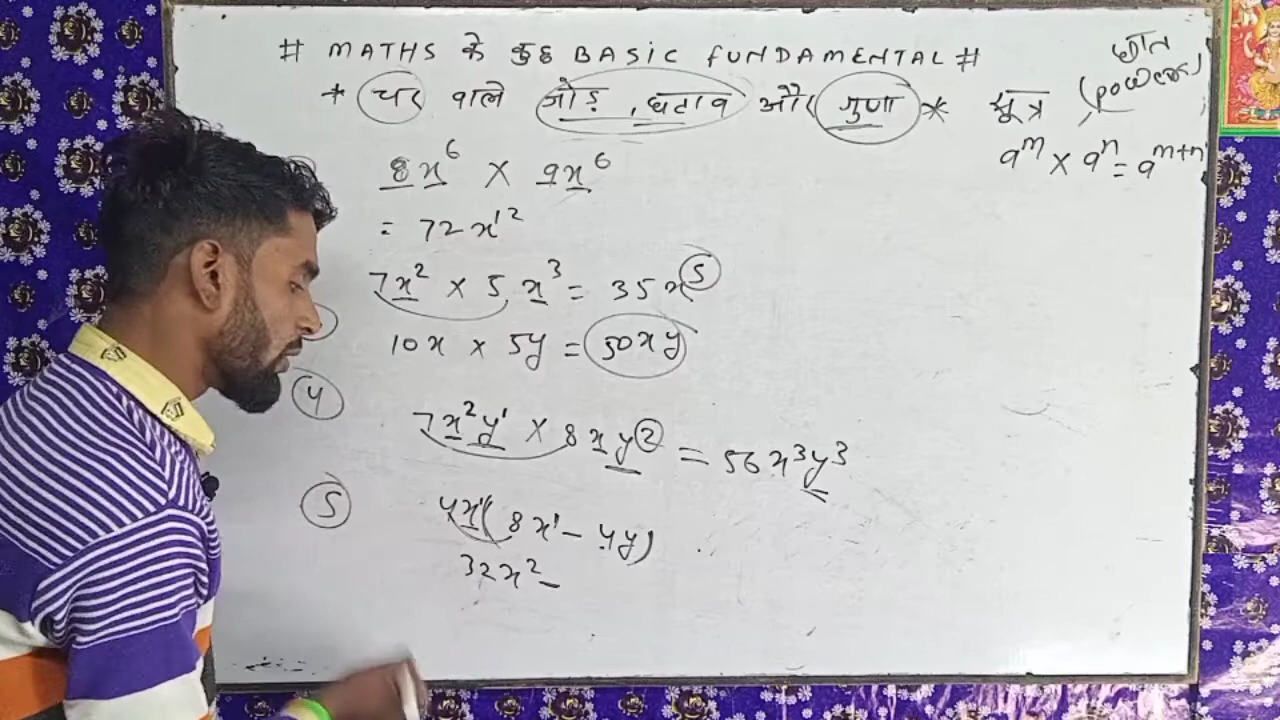 # MATHS के कुछ BASIC FUNDAMENTAL #
* चर वाले जोड़, घटाव और गुणा *
सूत्र
(power)
a^m × a^n = a^{m+n}
8x^6 × 9x^6
= 72x^{12}
7x^2 × 5x^3 = 35x^5
10x × 5y = 50xy
4
7x^2y^1 × 8xy^2 = 56x^3y^3
5
4x^1(8x^1 - 4y)
32x^2 -